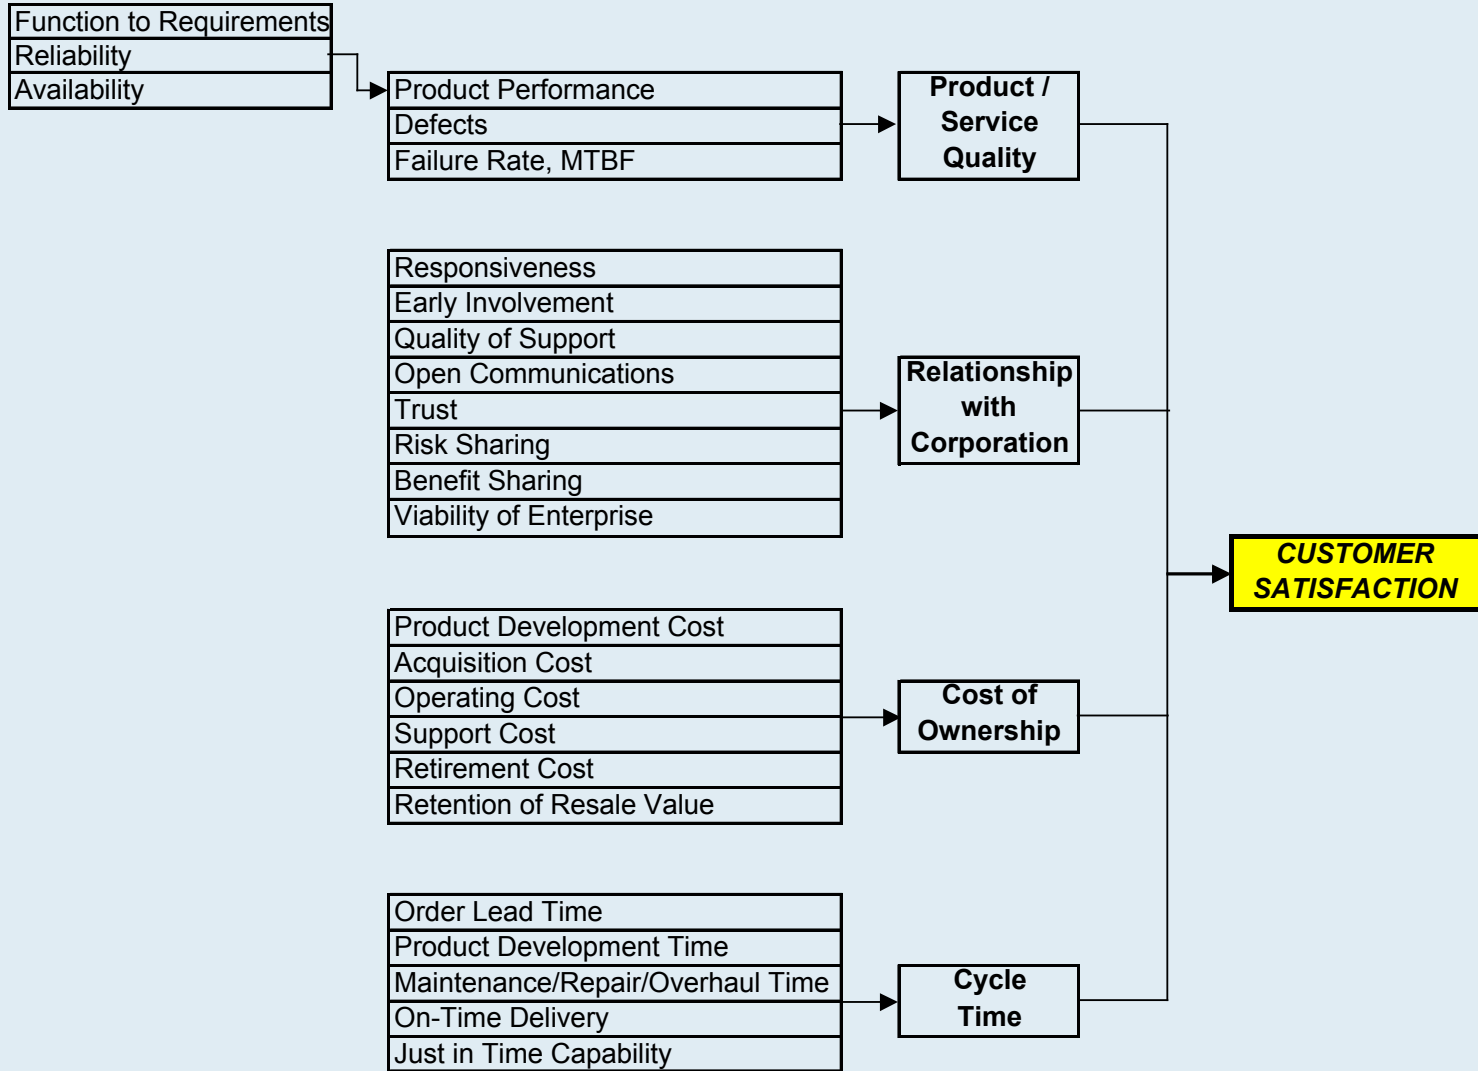 Function to Requirements
Reliability
Availability
Product Performance
Defects
Failure Rate, MTBF
Product /
Service
Quality
Responsiveness
Early Involvement
Quality of Support
Open Communications
Trust
Risk Sharing
Benefit Sharing
Viability of Enterprise
Relationship
with
Corporation
CUSTOMER
SATISFACTION
Product Development Cost
Acquisition Cost
Operating Cost
Support Cost
Retirement Cost
Retention of Resale Value
Cost of
Ownership
Order Lead Time
Product Development Time
Maintenance/Repair/Overhaul Time
On-Time Delivery
Just in Time Capability
Cycle
Time